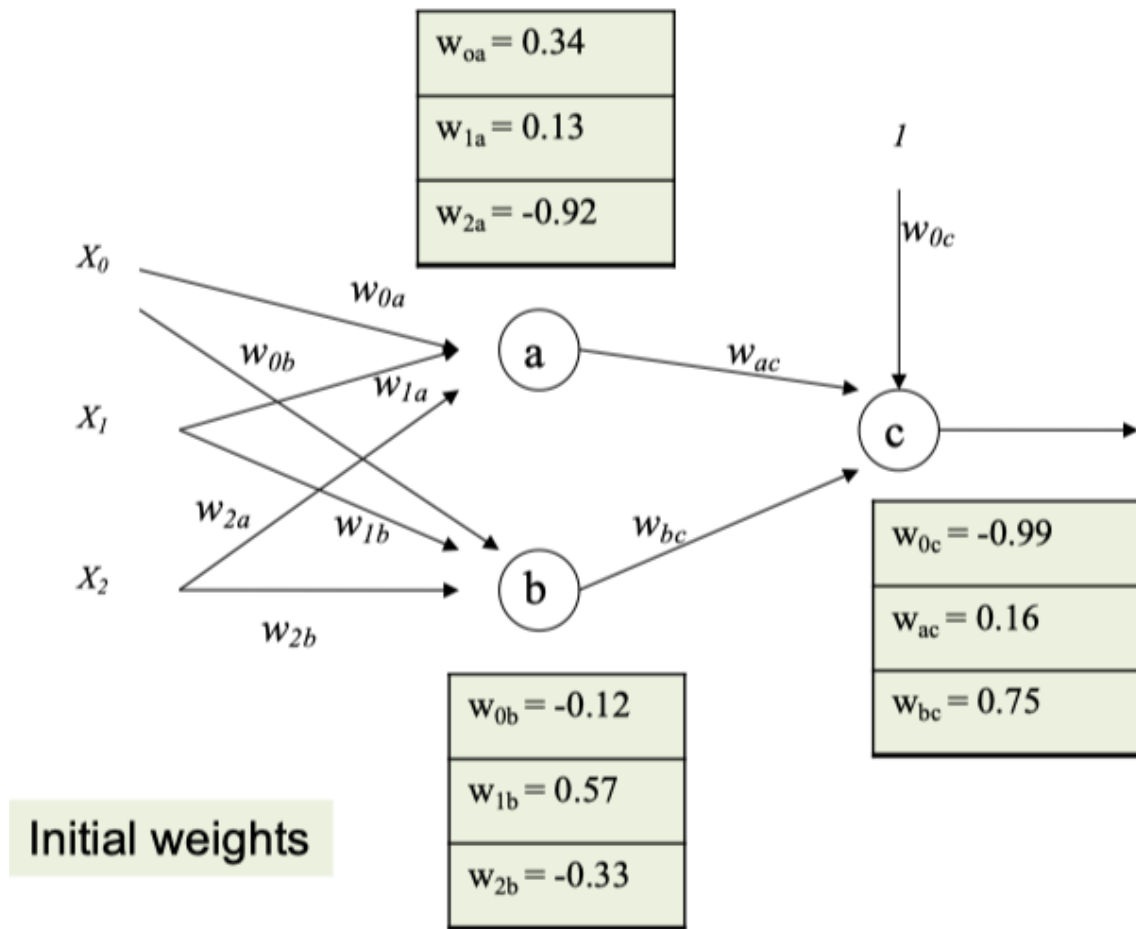 woa = 0.34
w1a = 0.13
w2a = -0.92
1
w0c
X0
w0a
w0b
a
wac
w1a
X1
c
w2a
w1b
wbc
X2
b
w2b
w0c = -0.99
wac = 0.16
wbc = 0.75
w0b = -0.12
w1b = 0.57
w2b = -0.33
Initial weights